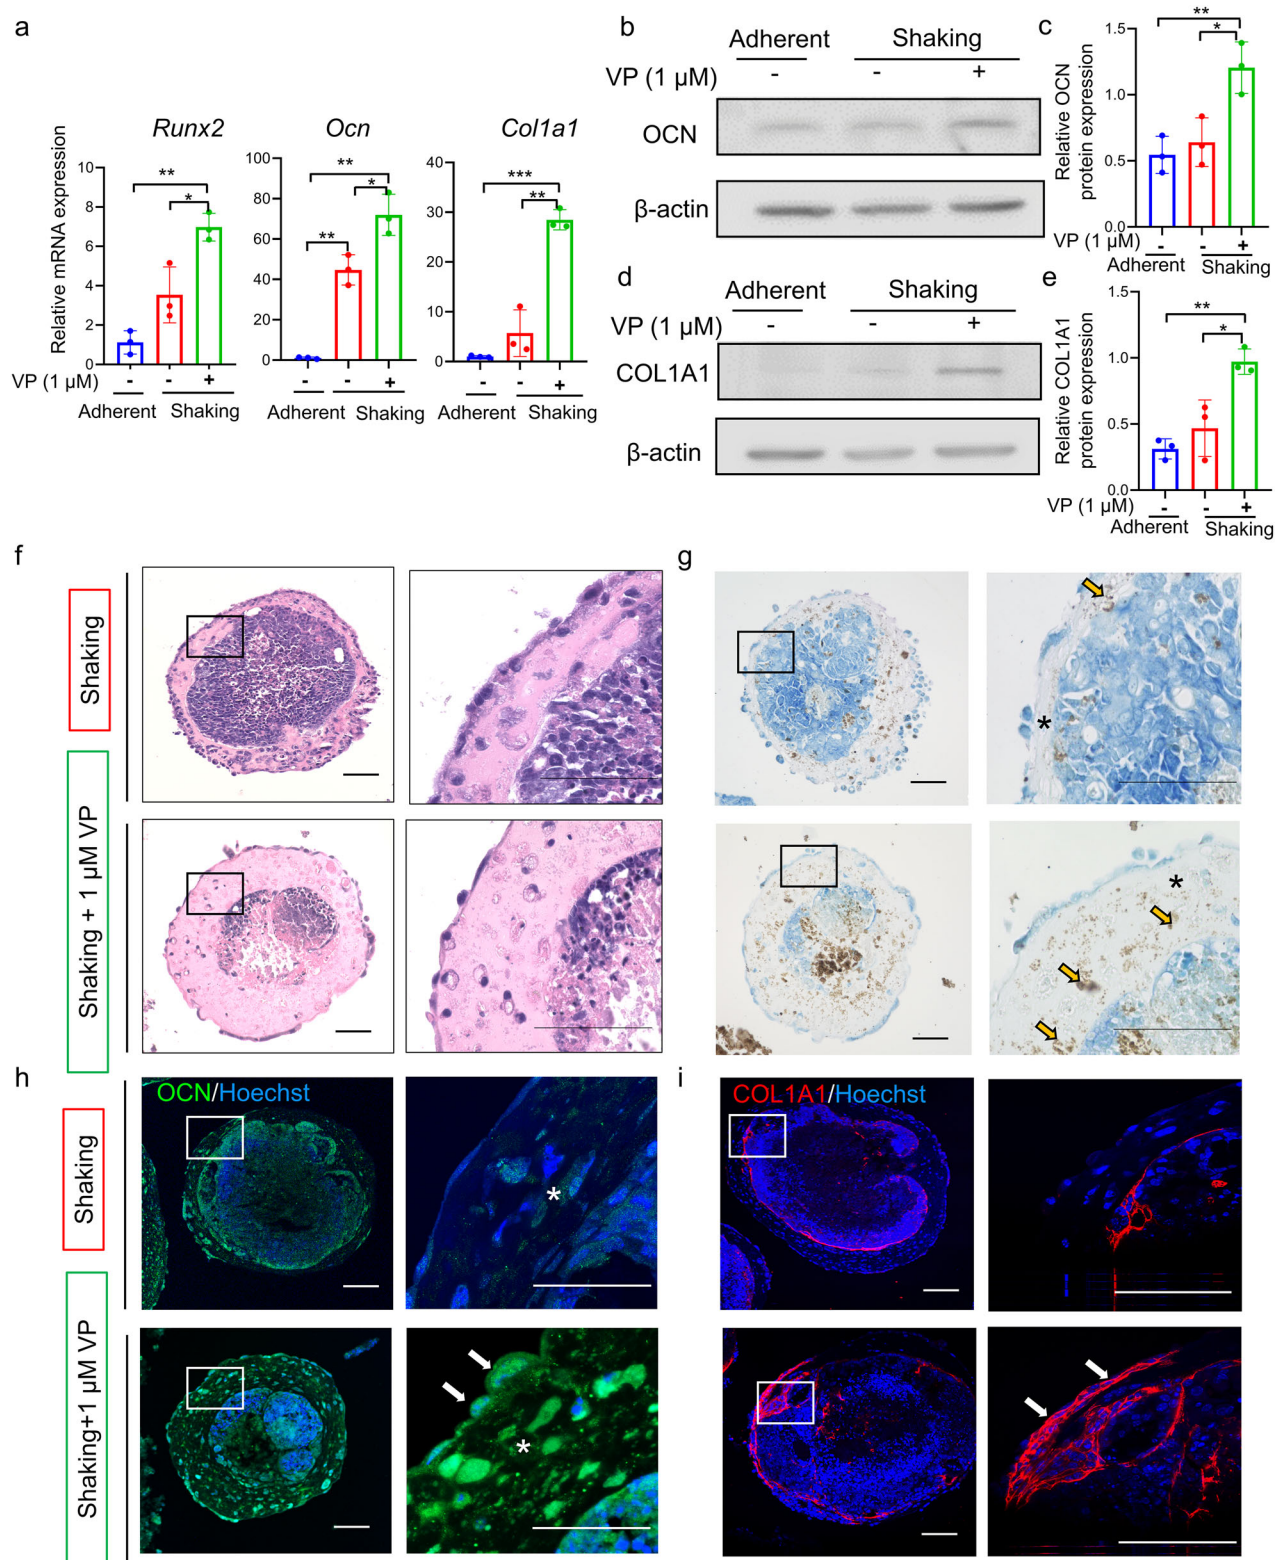 a
Runx2
Ocn
Col1a1
Relative mRNA expression
10
8
6
4
2
0
**
*
100
80
60
40
20
0
**
**
*
40
30
20
10
0
***
**
VP (1 μM)
- - +
- - +
- - +
Adherent Shaking
Adherent Shaking
Adherent Shaking
b
Adherent Shaking
VP (1 μM) - - +
OCN
β-actin
c
Relative OCN
protein expression
1.5
1.0
0.5
0.0
**
*
VP (1 μM) - - +
Adherent Shaking
d
Adherent Shaking
VP (1 μM) - - +
COL1A1
β-actin
e
Relative COL1A1
protein expression
1.5
1.0
0.5
0.0
**
*
VP (1 μM) - - +
Adherent Shaking
f
Shaking
Shaking + 1 μM VP
g
*
*
h
Shaking
Shaking+1 μM VP
OCN/Hoechst
*
*
i
COL1A1/Hoechst